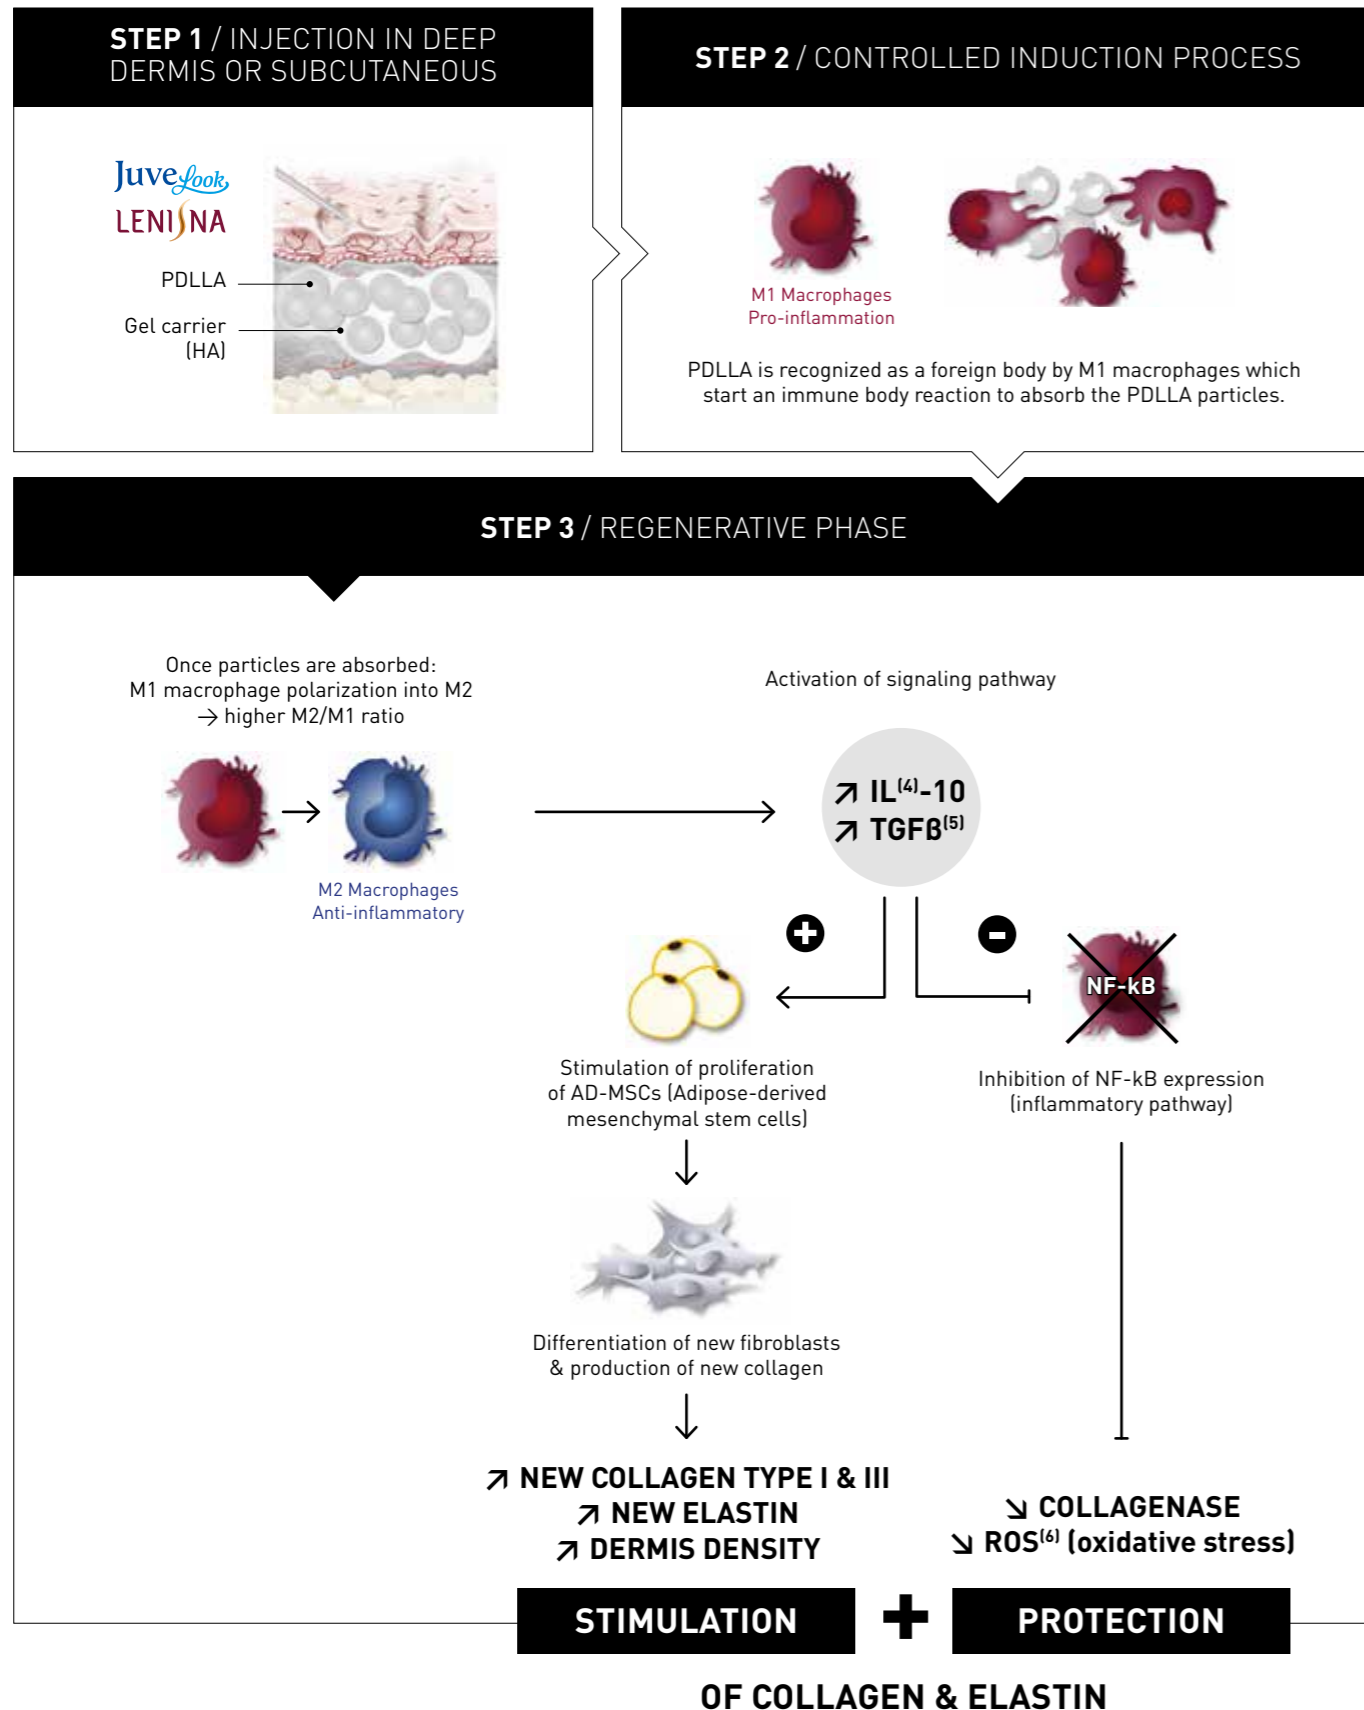 STEP 1 / INJECTION IN DEEP
DERMIS OR SUBCUTANEOUS
JuveLook
LENISNA
PDLLA
Gel carrier
(HA)
STEP 2 / CONTROLLED INDUCTION PROCESS
M1 Macrophages
Pro-inflammation
PDLLA is recognized as a foreign body by M1 macrophages which
start an immune body reaction to absorb the PDLLA particles.
STEP 3 / REGENERATIVE PHASE
Once particles are absorbed:
M1 macrophage polarization into M2
→ higher M2/M1 ratio
M2 Macrophages
Anti-inflammatory
Activation of signaling pathway
↗ IL⁽⁴⁾-10
↗ TGFß⁽⁵⁾
+
-
NF-kB
Stimulation of proliferation
of AD-MSCs (Adipose-derived
mesenchymal stem cells)
Inhibition of NF-kB expression
(inflammatory pathway)
Differentiation of new fibroblasts
& production of new collagen
↗ NEW COLLAGEN TYPE I & III
↗ NEW ELASTIN
↗ DERMIS DENSITY
↘ COLLAGENASE
↘ ROS⁽⁶⁾ (oxidative stress)
STIMULATION + PROTECTION
OF COLLAGEN & ELASTIN